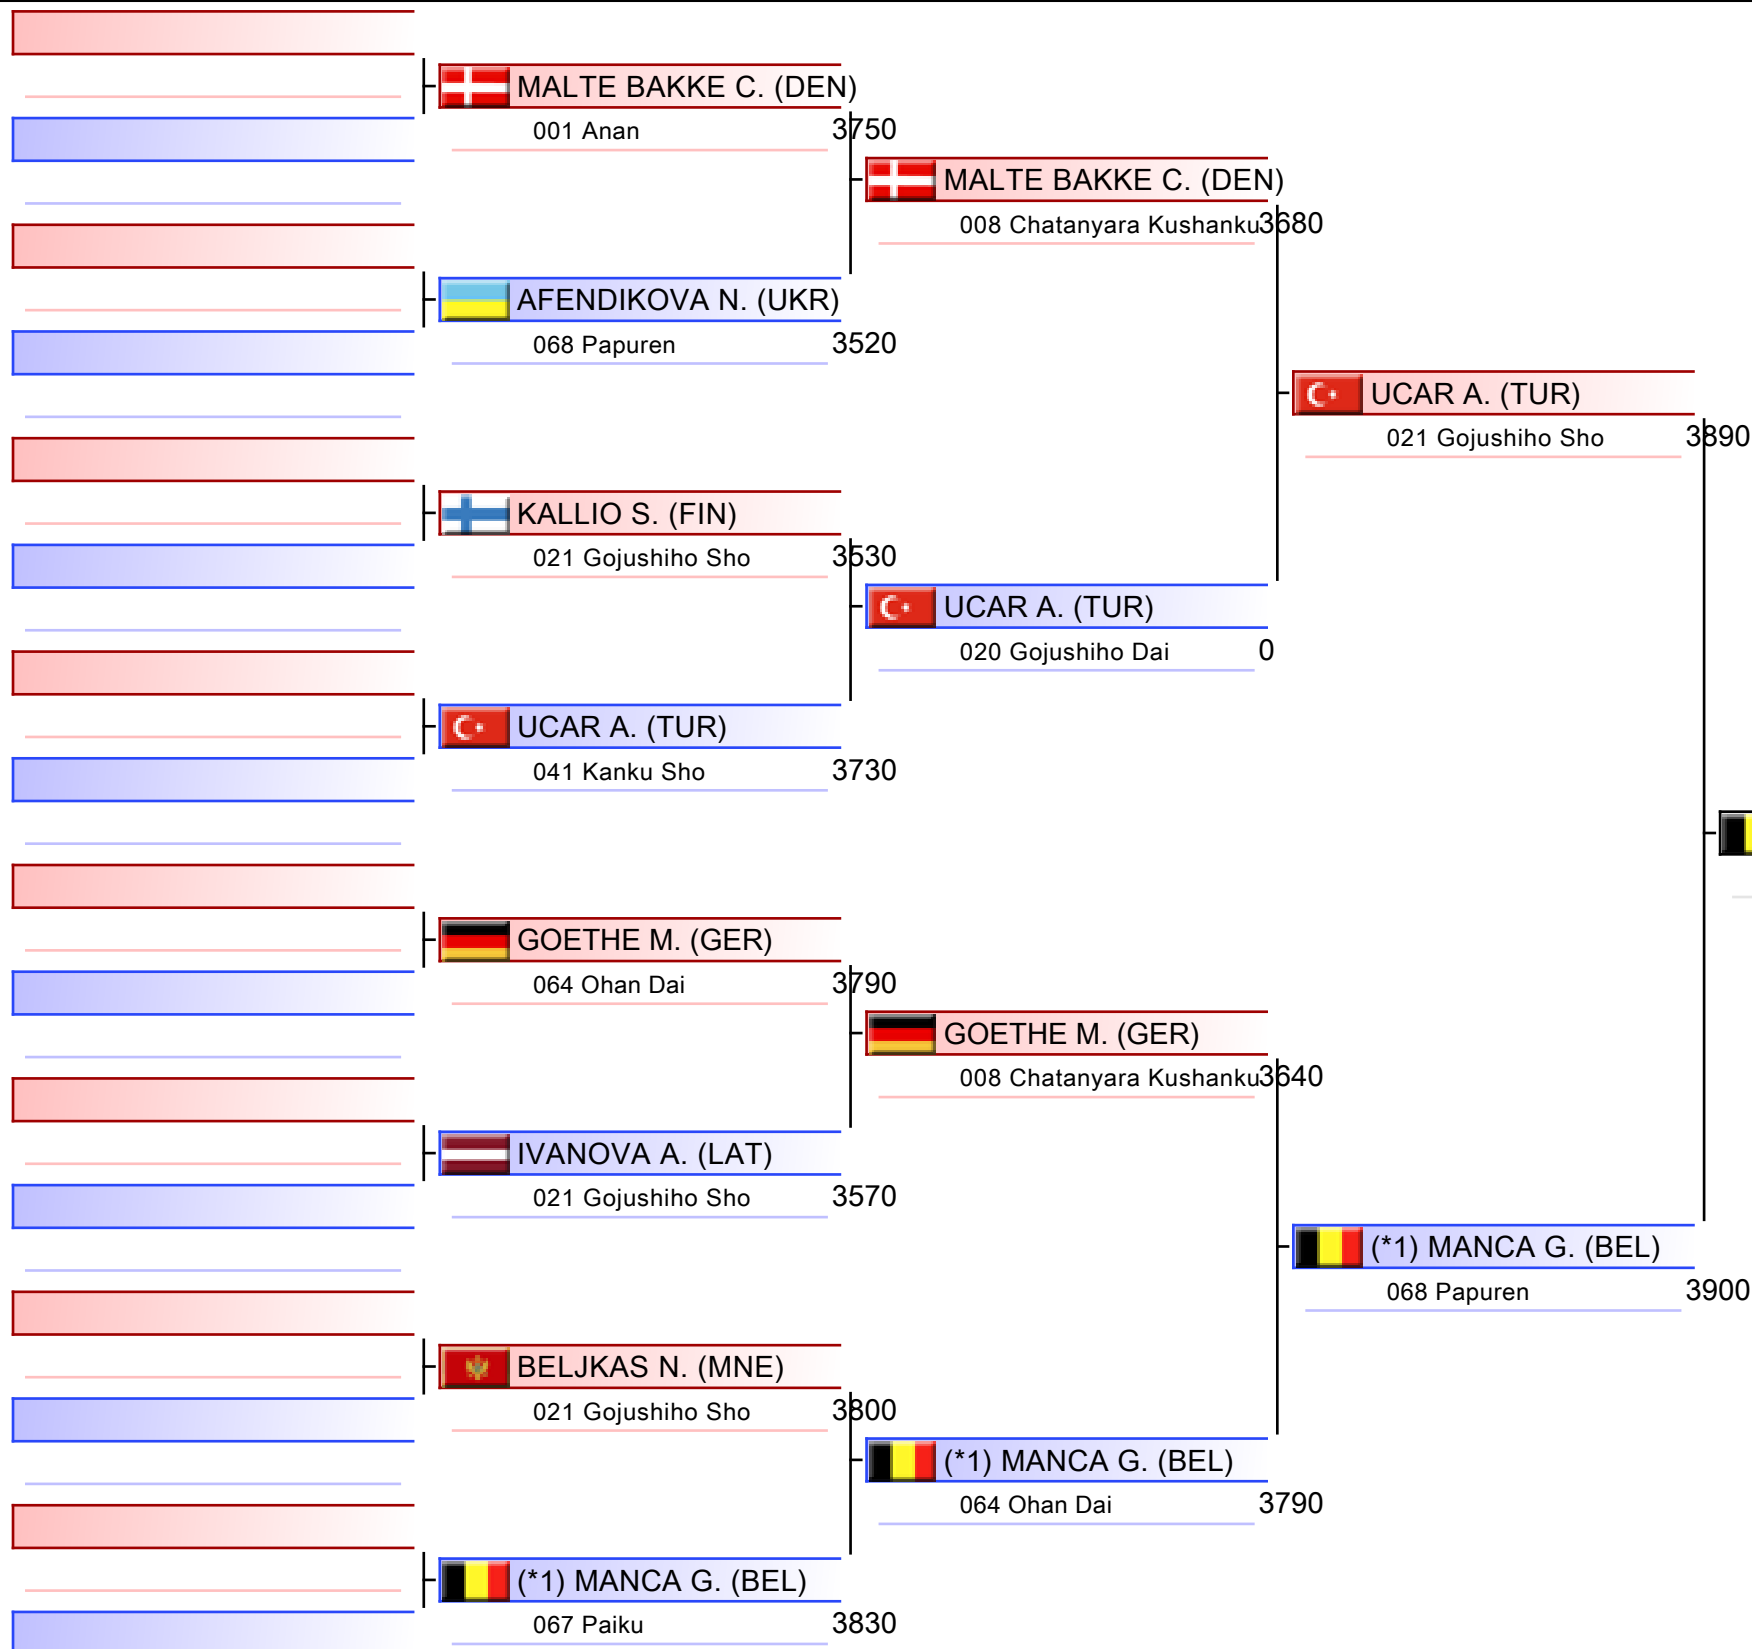 MALTE BAKKE C. (DEN)
001 Anan 3750
AFENDIKOVA N. (UKR)
068 Papuren 3520
KALLIO S. (FIN)
021 Gojushiho Sho 3530
UCAR A. (TUR)
041 Kanku Sho 3730
GOETHE M. (GER)
064 Ohan Dai 3790
IVANOVA A. (LAT)
021 Gojushiho Sho 3570
BELJKAS N. (MNE)
021 Gojushiho Sho 3800
(*1) MANCA G. (BEL)
067 Paiku 3830
MALTE BAKKE C. (DEN)
008 Chatanyara Kushanku 3680
UCAR A. (TUR)
020 Gojushiho Dai 0
GOETHE M. (GER)
008 Chatanyara Kushanku 3640
(*1) MANCA G. (BEL)
064 Ohan Dai 3790
UCAR A. (TUR)
021 Gojushiho Sho 3890
(*1) MANCA G. (BEL)
068 Papuren 3900